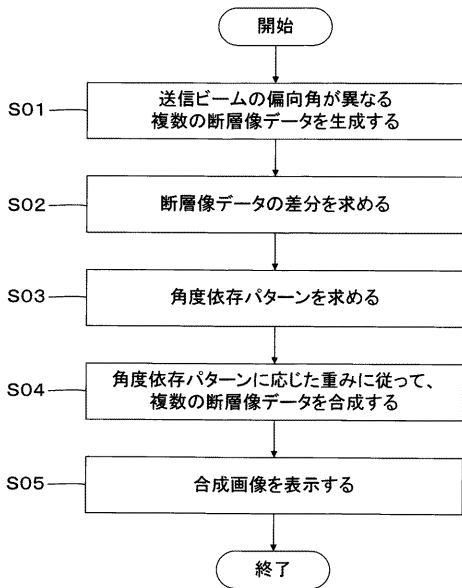 開始
S01
送信ビームの偏向角が異なる
複数の断層像データを生成する
S02
断層像データの差分を求める
S03
角度依存パターンを求める
S04
角度依存パターンに応じた重みに従って、
複数の断層像データを合成する
S05
合成画像を表示する
終了